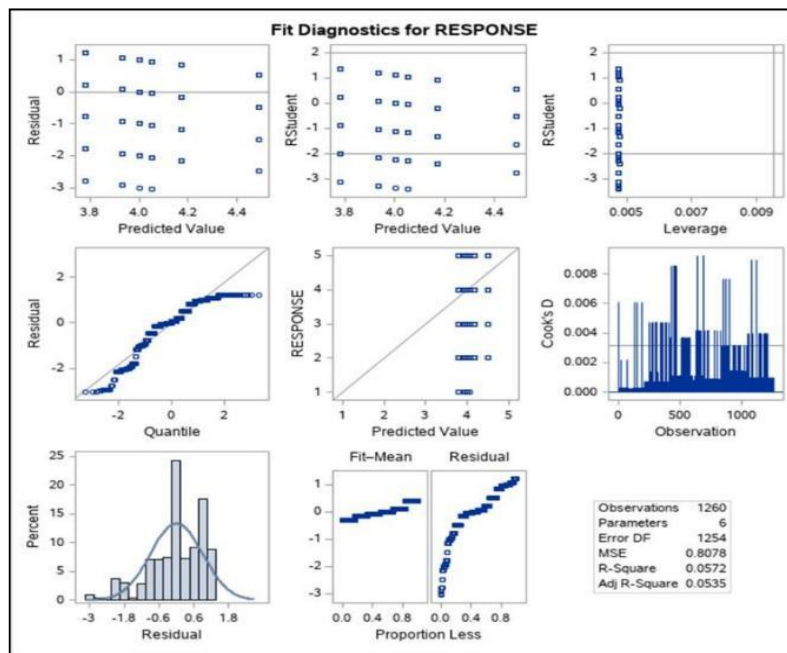 Fit Diagnostics for RESPONSE
Residual
1
0
-1
-2
-3
3.8 4.0 4.2 4.4
Predicted Value
RStudent
2
1
0
-1
-2
-3
3.8 4.0 4.2 4.4
Predicted Value
RStudent
2
1
0
-1
-2
-3
0.005 0.007 0.009
Leverage
Residual
2
0
-2
-2 0 2
Quantile
RESPONSE
5
4
3
2
1
1 2 3 4 5
Predicted Value
Cook's D
0.008
0.006
0.004
0.002
0.000
0 500 1000
Observation
Percent
25
20
15
10
5
0
-3 -1.8 -0.6 0.6 1.8
Residual
Fit–Mean Residual
1
0
-1
-2
-3
0.0 0.4 0.8 0.0 0.4 0.8
Proportion Less
Observations 1260
Parameters 6
Error DF 1254
MSE 0.8078
R-Square 0.0572
Adj R-Square 0.0535